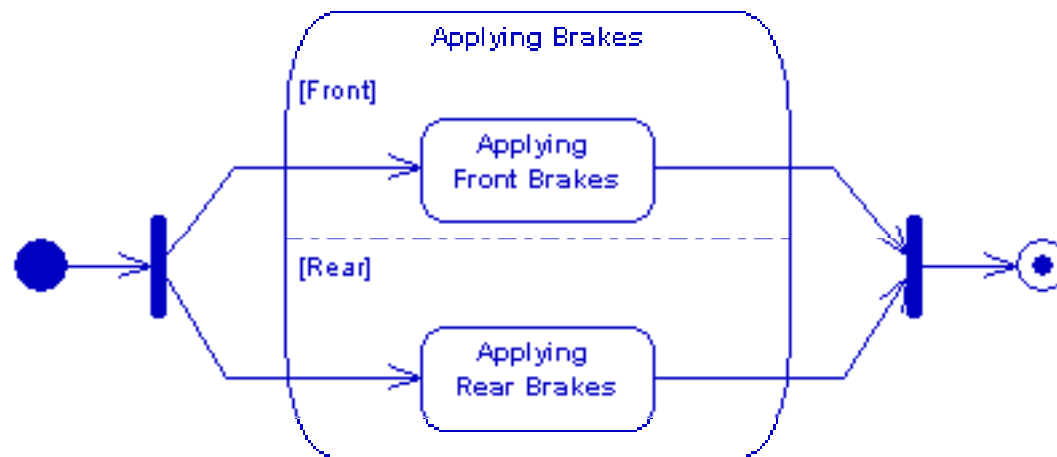 Applying Brakes
[Front]
Applying
Front Brakes
[Rear]
Applying
Rear Brakes